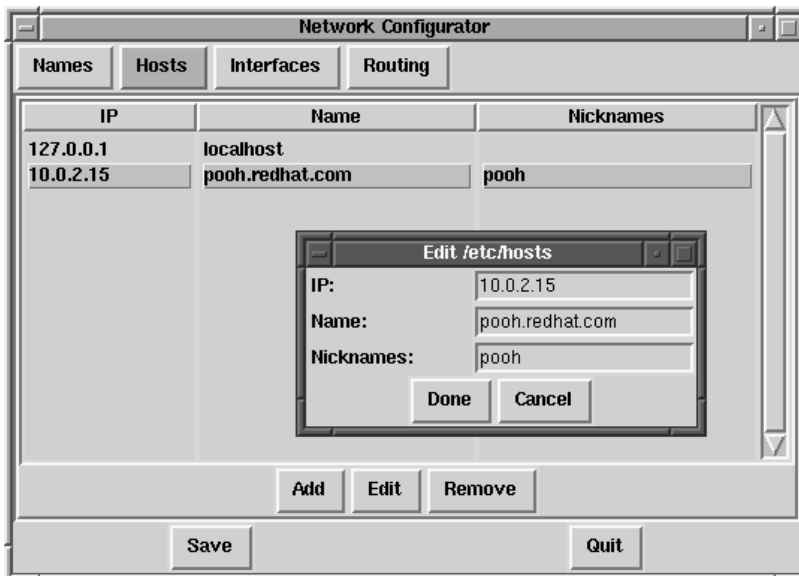 Network Configurator
Names Hosts Interfaces Routing
IP Name Nicknames
127.0.0.1 localhost
10.0.2.15 pooh.redhat.com pooh
Edit /etc/hosts
IP: 10.0.2.15
Name: pooh.redhat.com
Nicknames: pooh
Done Cancel
Add Edit Remove
Save Quit